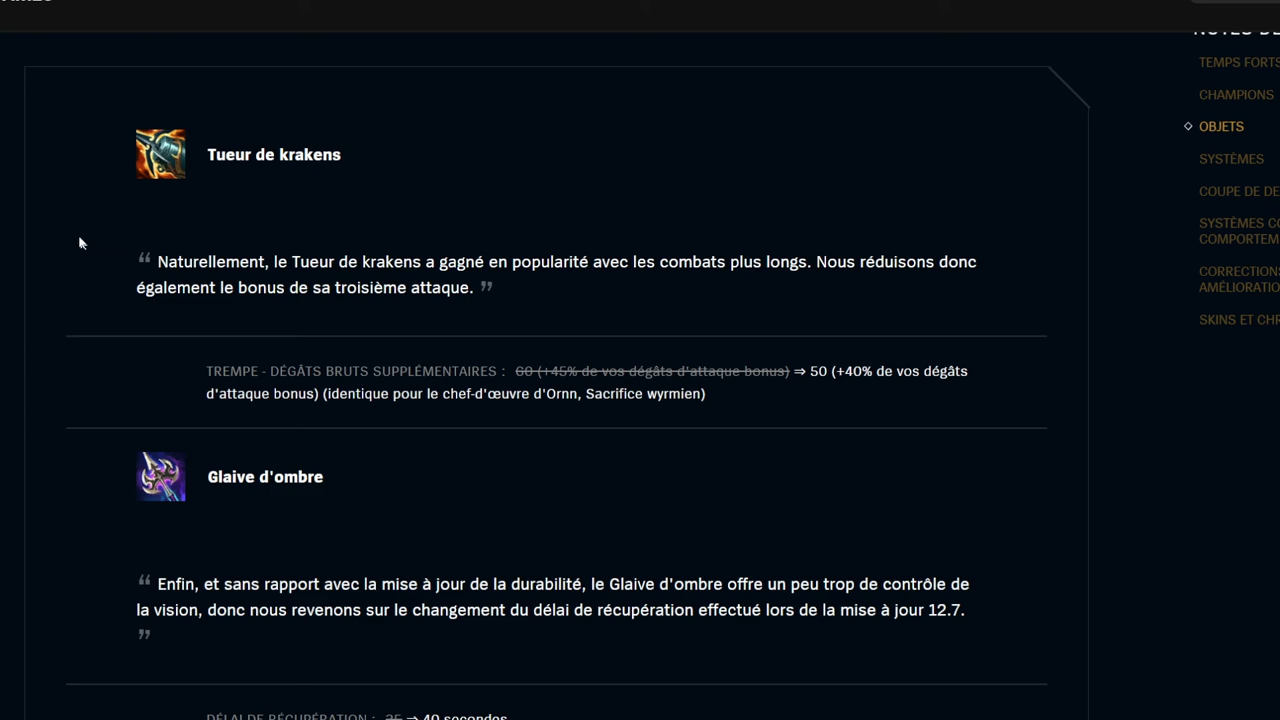 TEMPS FORTS
CHAMPIONS
OBJETS
SYSTÈMES
COUPE DE DE
SYSTÈMES CO
COMPORTEM
CORRECTIONS
AMÉLIORATIO
SKINS ET CHR
Tueur de krakens
“ Naturellement, le Tueur de krakens a gagné en popularité avec les combats plus longs. Nous réduisons donc
également le bonus de sa troisième attaque. ”
TREMPE - DÉGÂTS BRUTS SUPPLÉMENTAIRES : 60 (+45% de vos dégâts d'attaque bonus) ⇒ 50 (+40% de vos dégâts
d'attaque bonus) (identique pour le chef-d'œuvre d'Ornn, Sacrifice wyrmien)
Glaive d'ombre
“ Enfin, et sans rapport avec la mise à jour de la durabilité, le Glaive d'ombre offre un peu trop de contrôle de
la vision, donc nous revenons sur le changement du délai de récupération effectué lors de la mise à jour 12.7.
”
DÉLAI DE RÉCUPÉRATION : ⇒ 40 secondes